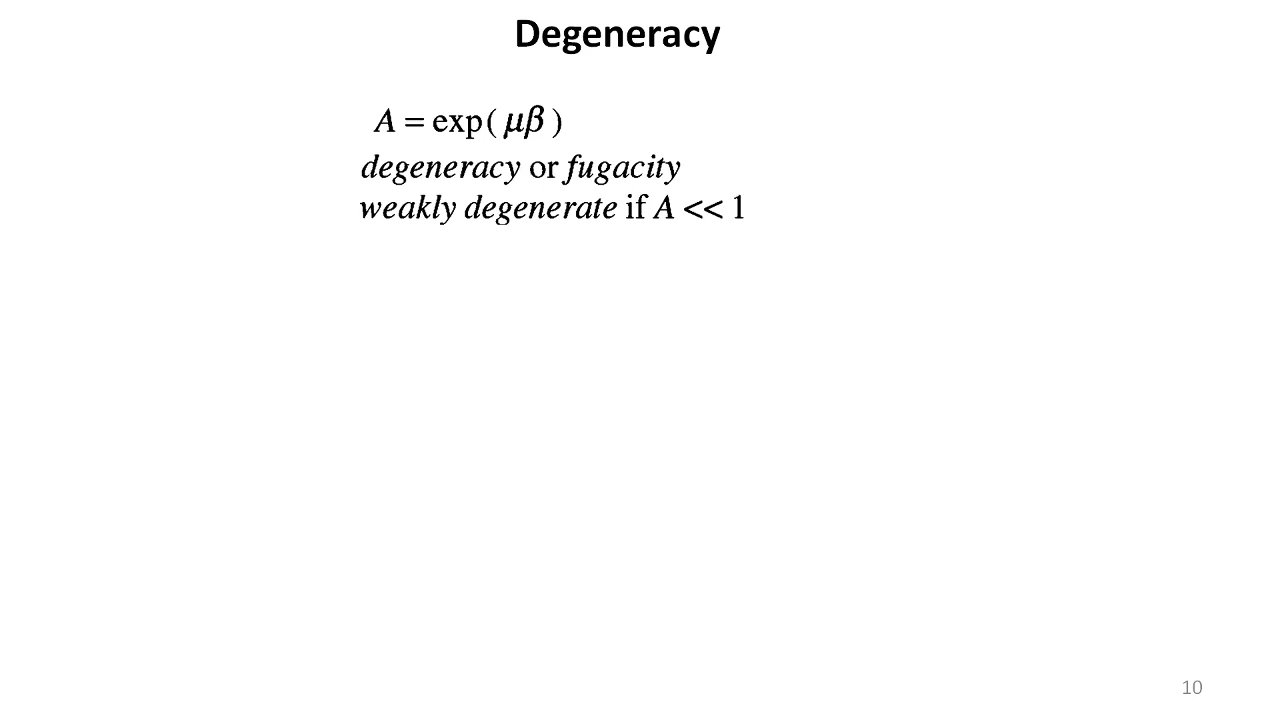 Degeneracy
A = exp( μβ )
degeneracy or fugacity
weakly degenerate if A << 1
10